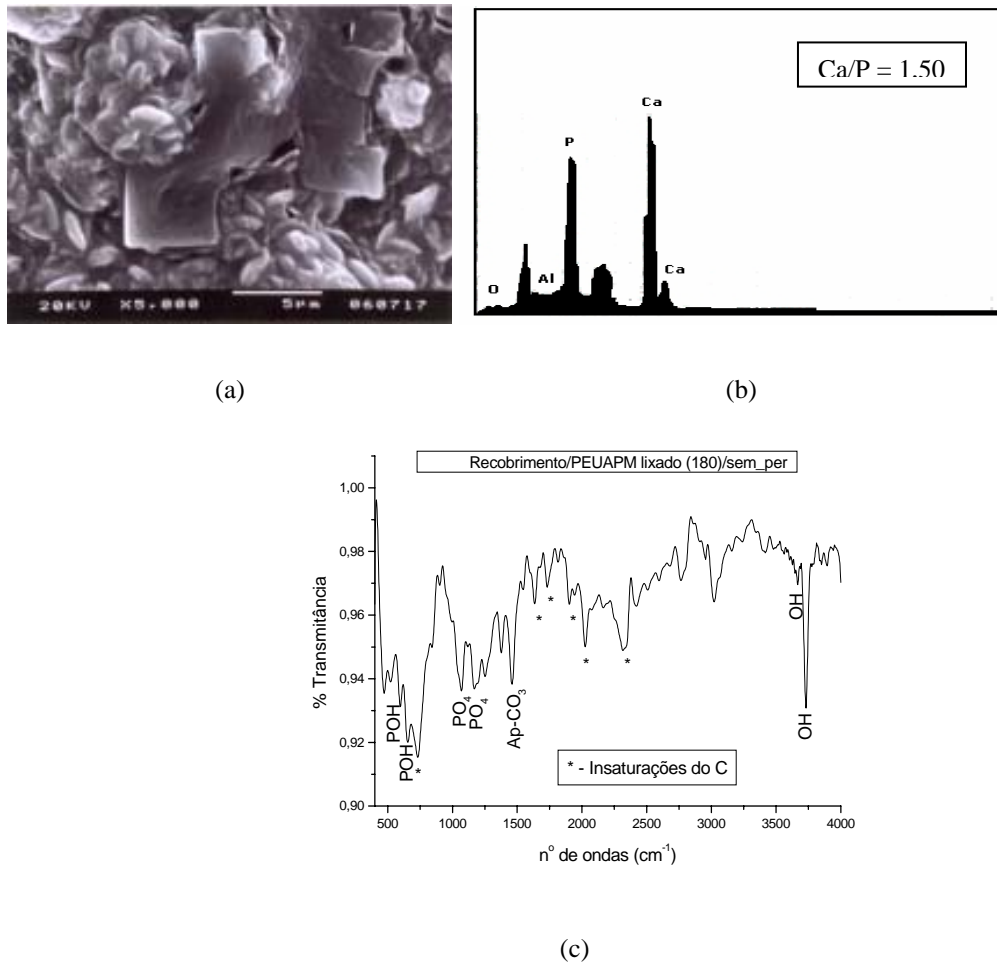 20KV X5.000 5µm 060717
Ca/P = 1.50
Ca
P
Al
Ca
O
(a)
(b)
Recobrimento/PEUAPM lixado (180)/sem_per
1,00
0,98
0,96
0,94
0,92
0,90
% Transmitância
POH
POH
*
PO₄
PO₄
Ap-CO₃
*
*
*
*
*
OH
OH
* - Insaturações do C
500 1000 1500 2000 2500 3000 3500 4000
nº de ondas (cm⁻¹)
(c)